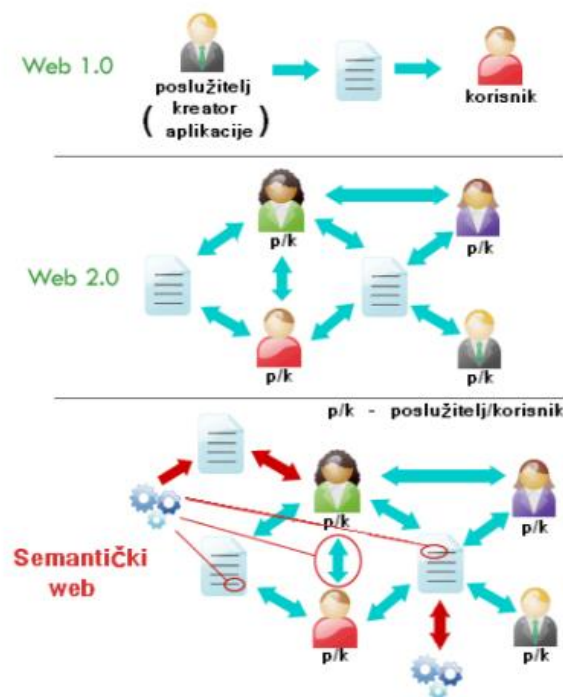 Web 1.0
poslužitelj
kreator
( aplikacije )
korisnik
p/k
p/k
Web 2.0
p/k
p/k
p/k - poslužitelj/korisnik
p/k
p/k
Semantički
web
p/k
p/k